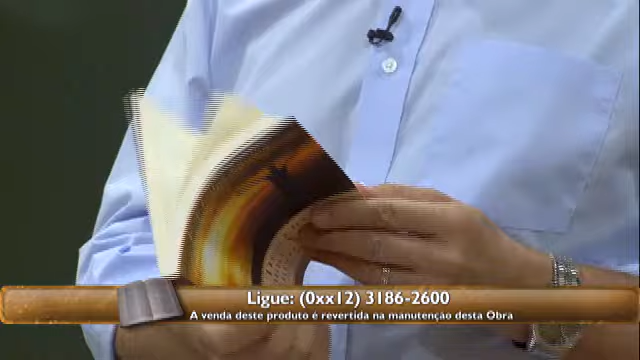 Ligue: (0xx12) 3186-2600
A venda deste produto é revertida na manutenção desta Obra